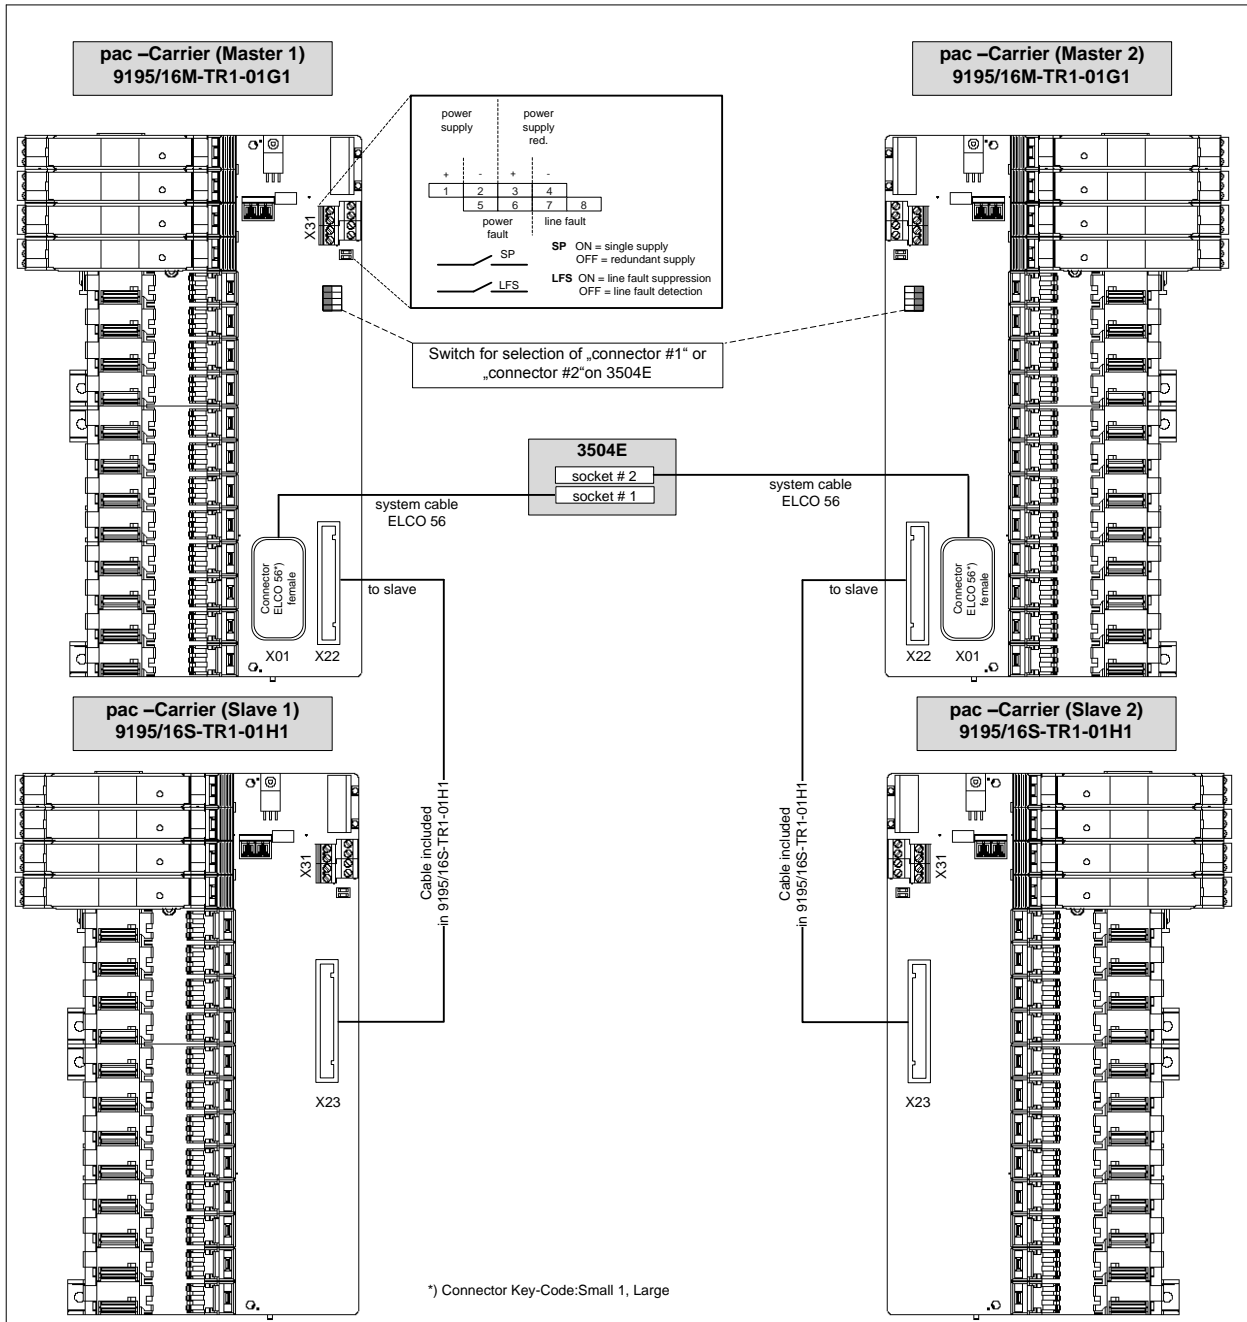 pac –Carrier (Master 1)
9195/16M-TR1-01G1
pac –Carrier (Master 2)
9195/16M-TR1-01G1
power
supply
power
supply
red.
+ - + -
1 2 3 4
5 6 7 8
power
fault
line fault
SP
LFS
SP ON = single supply
OFF = redundant supply
LFS ON = line fault suppression
OFF = line fault detection
X31
Switch for selection of „connector #1“ or
„connector #2“on 3504E
3504E
socket # 2
socket # 1
system cable
ELCO 56
system cable
ELCO 56
Connector
ELCO 56*)
female
X01
X22
to slave
to slave
Connector
ELCO 56*)
female
X22
X01
pac –Carrier (Slave 1)
9195/16S-TR1-01H1
pac –Carrier (Slave 2)
9195/16S-TR1-01H1
X31
Cable included
in 9195/16S-TR1-01H1
Cable included
in 9195/16S-TR1-01H1
X31
X23
X23
*) Connector Key-Code:Small 1, Large